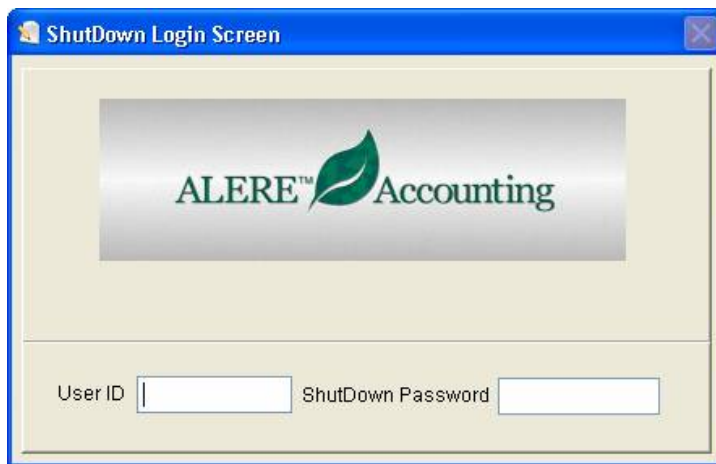 ShutDown Login Screen
ALERE™ Accounting
User ID
ShutDown Password